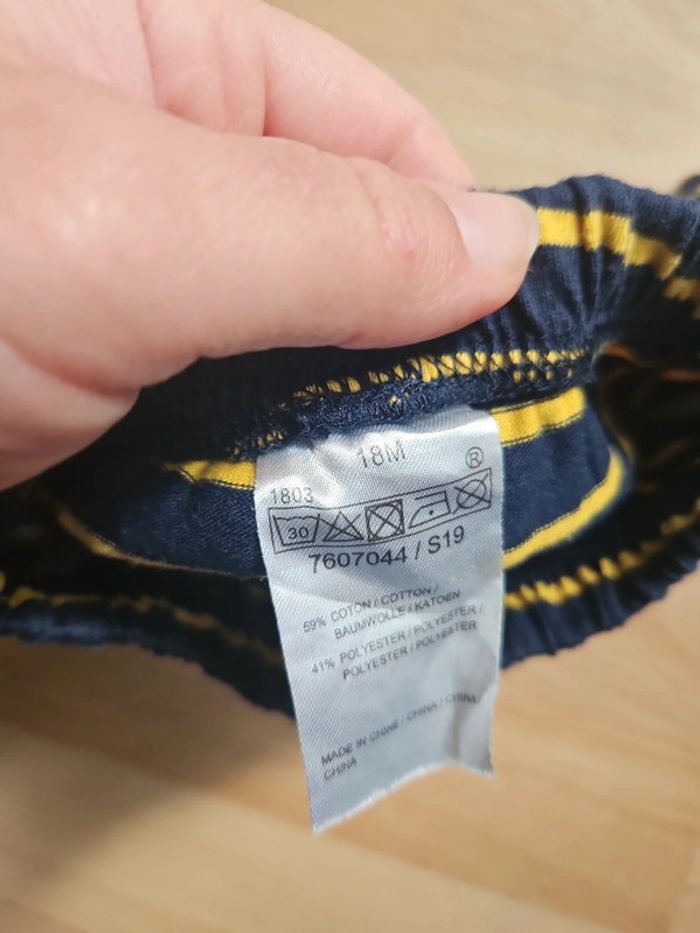 18M
1803 ®
30
7607044 / S19
59% COTON / COTTON /
BAUMWOLLE / KATOEN
41% POLYESTER / POLYESTER /
POLYESTER / POLYESTER
MADE IN CHINE / CHINA / CHINA /
CHINA